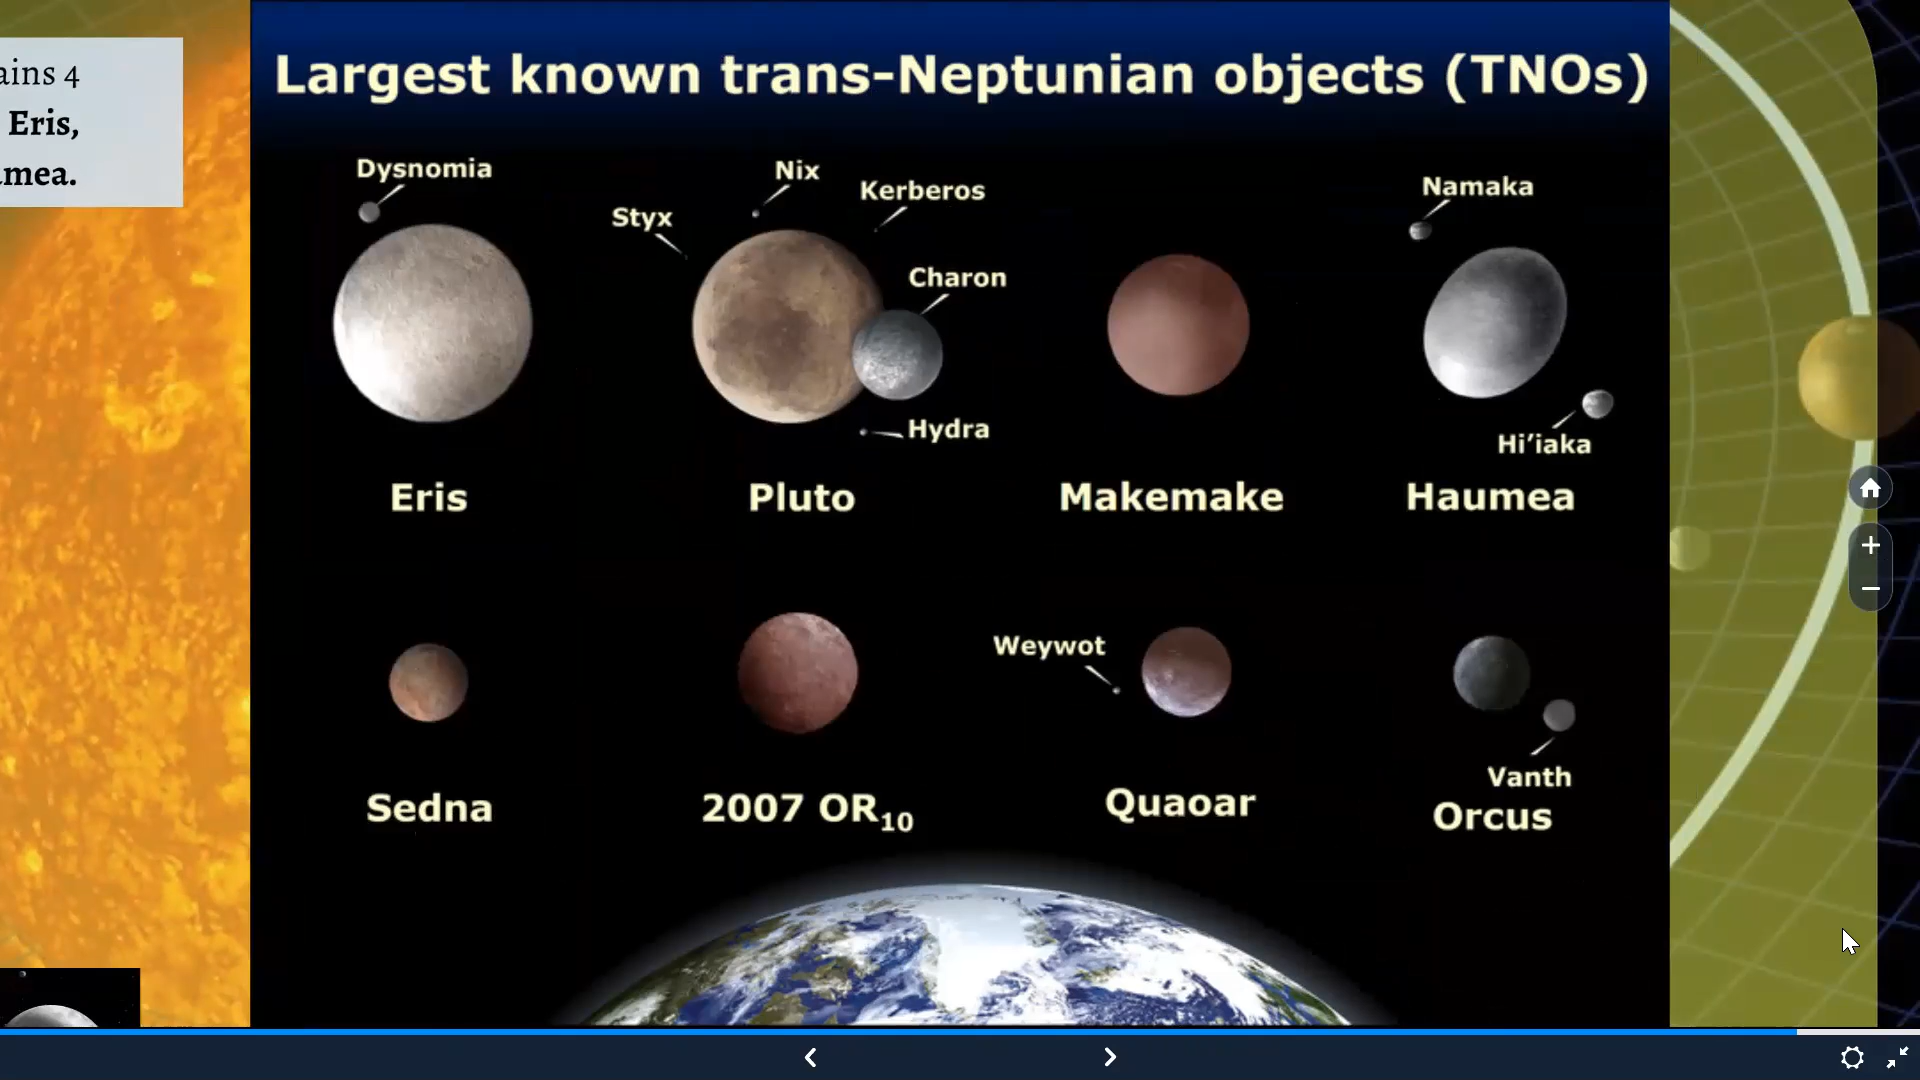 ains 4
Eris,
mea.
Largest known trans-Neptunian objects (TNOs)
Dysnomia
Nix
Kerberos
Styx
Charon
Hydra
Namaka
Hi’iaka
Eris
Pluto
Makemake
Haumea
Weywot
Vanth
Sedna
2007 OR₁₀
Quaoar
Orcus